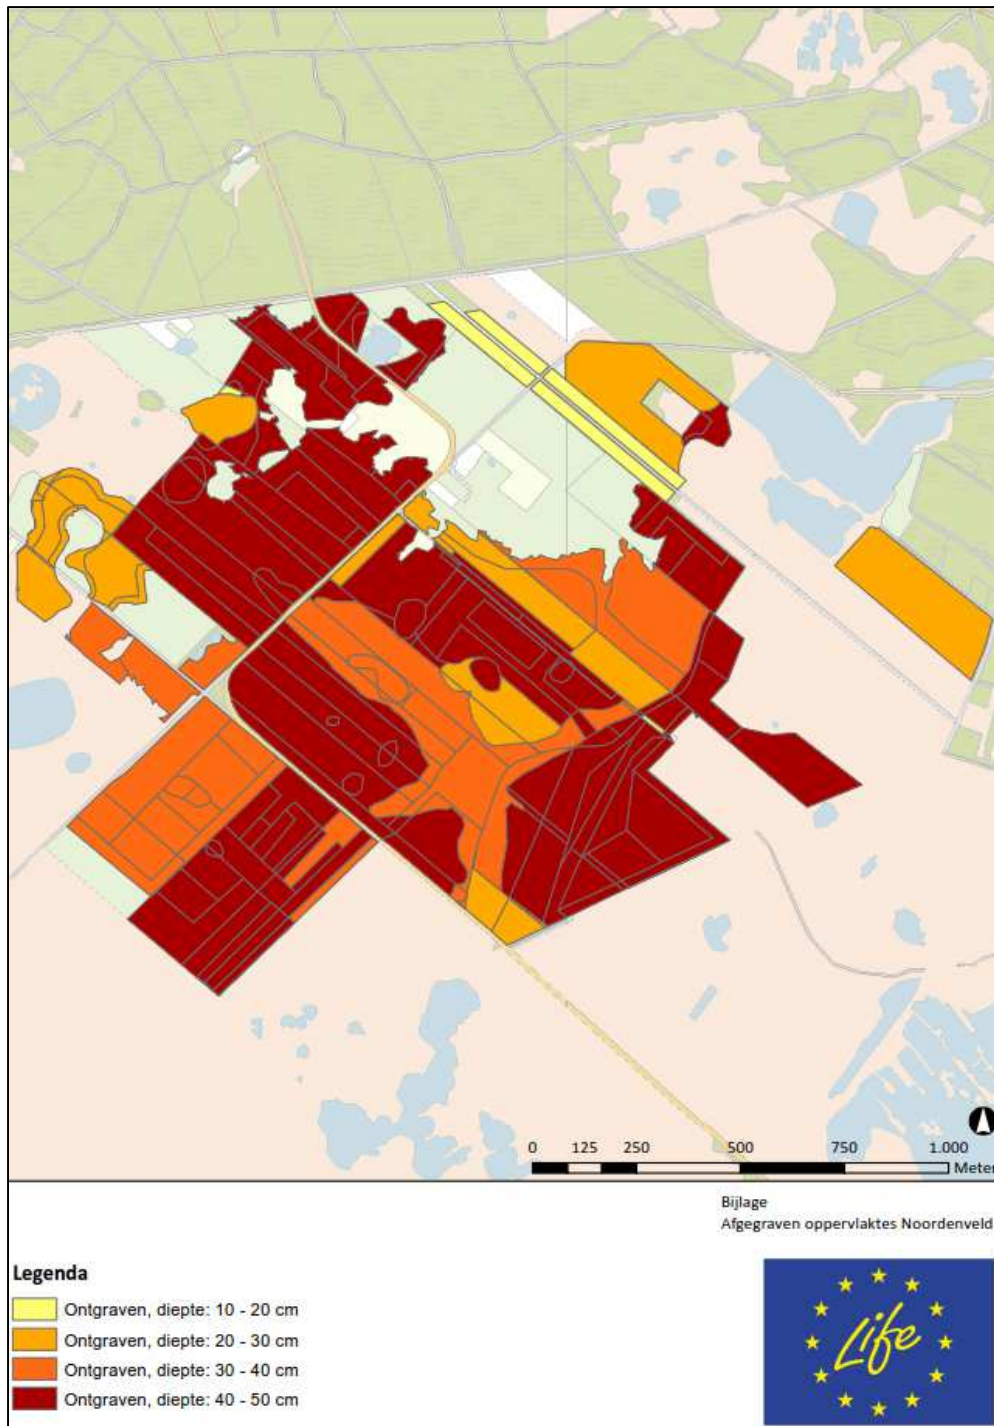 0 125 250 500 750 1.000
Meter
Bijlage
Afgegraven oppervlaktes Noordenveld
Legenda
Ontgraven, diepte: 10 - 20 cm
Ontgraven, diepte: 20 - 30 cm
Ontgraven, diepte: 30 - 40 cm
Ontgraven, diepte: 40 - 50 cm
Life